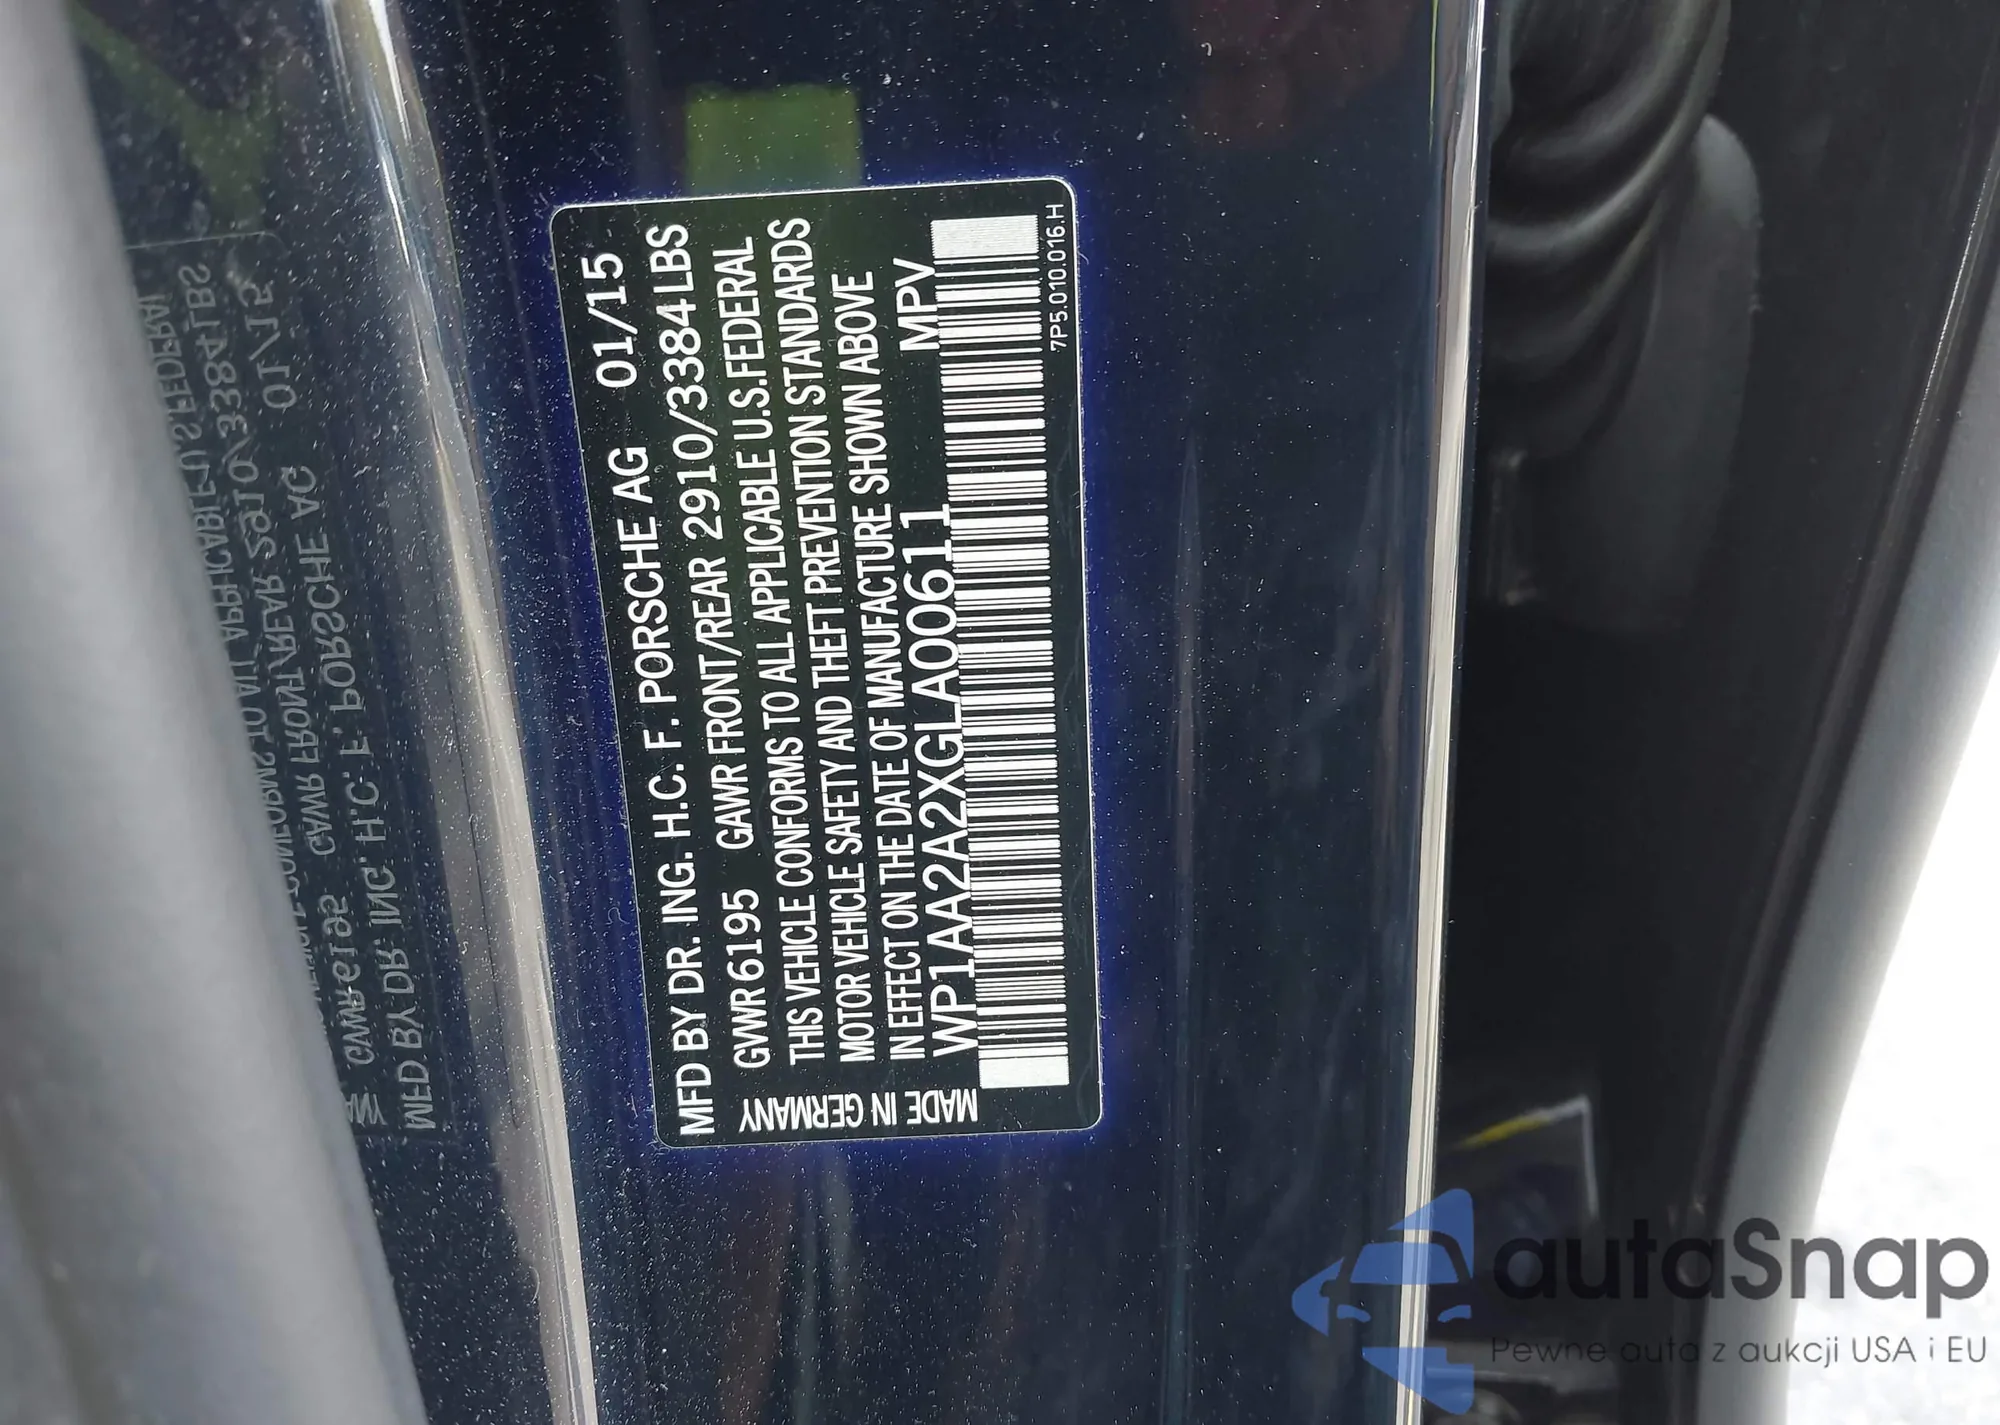 MFD BY DR. ING. H.C. F. PORSCHE AG 01/15
GVWR 6195 GAWR FRONT/REAR 2910/3384 LBS
THIS VEHICLE CONFORMS TO ALL APPLICABLE U.S.FEDERAL
MOTOR VEHICLE SAFETY AND THEFT PREVENTION STANDARDS
IN EFFECT ON THE DATE OF MANUFACTURE SHOWN ABOVE
WP1AA2A2XGLA00611 MPV
MADE IN GERMANY
7P5.010.016.H
autaSnap
Pewne auta z aukcji USA i EU